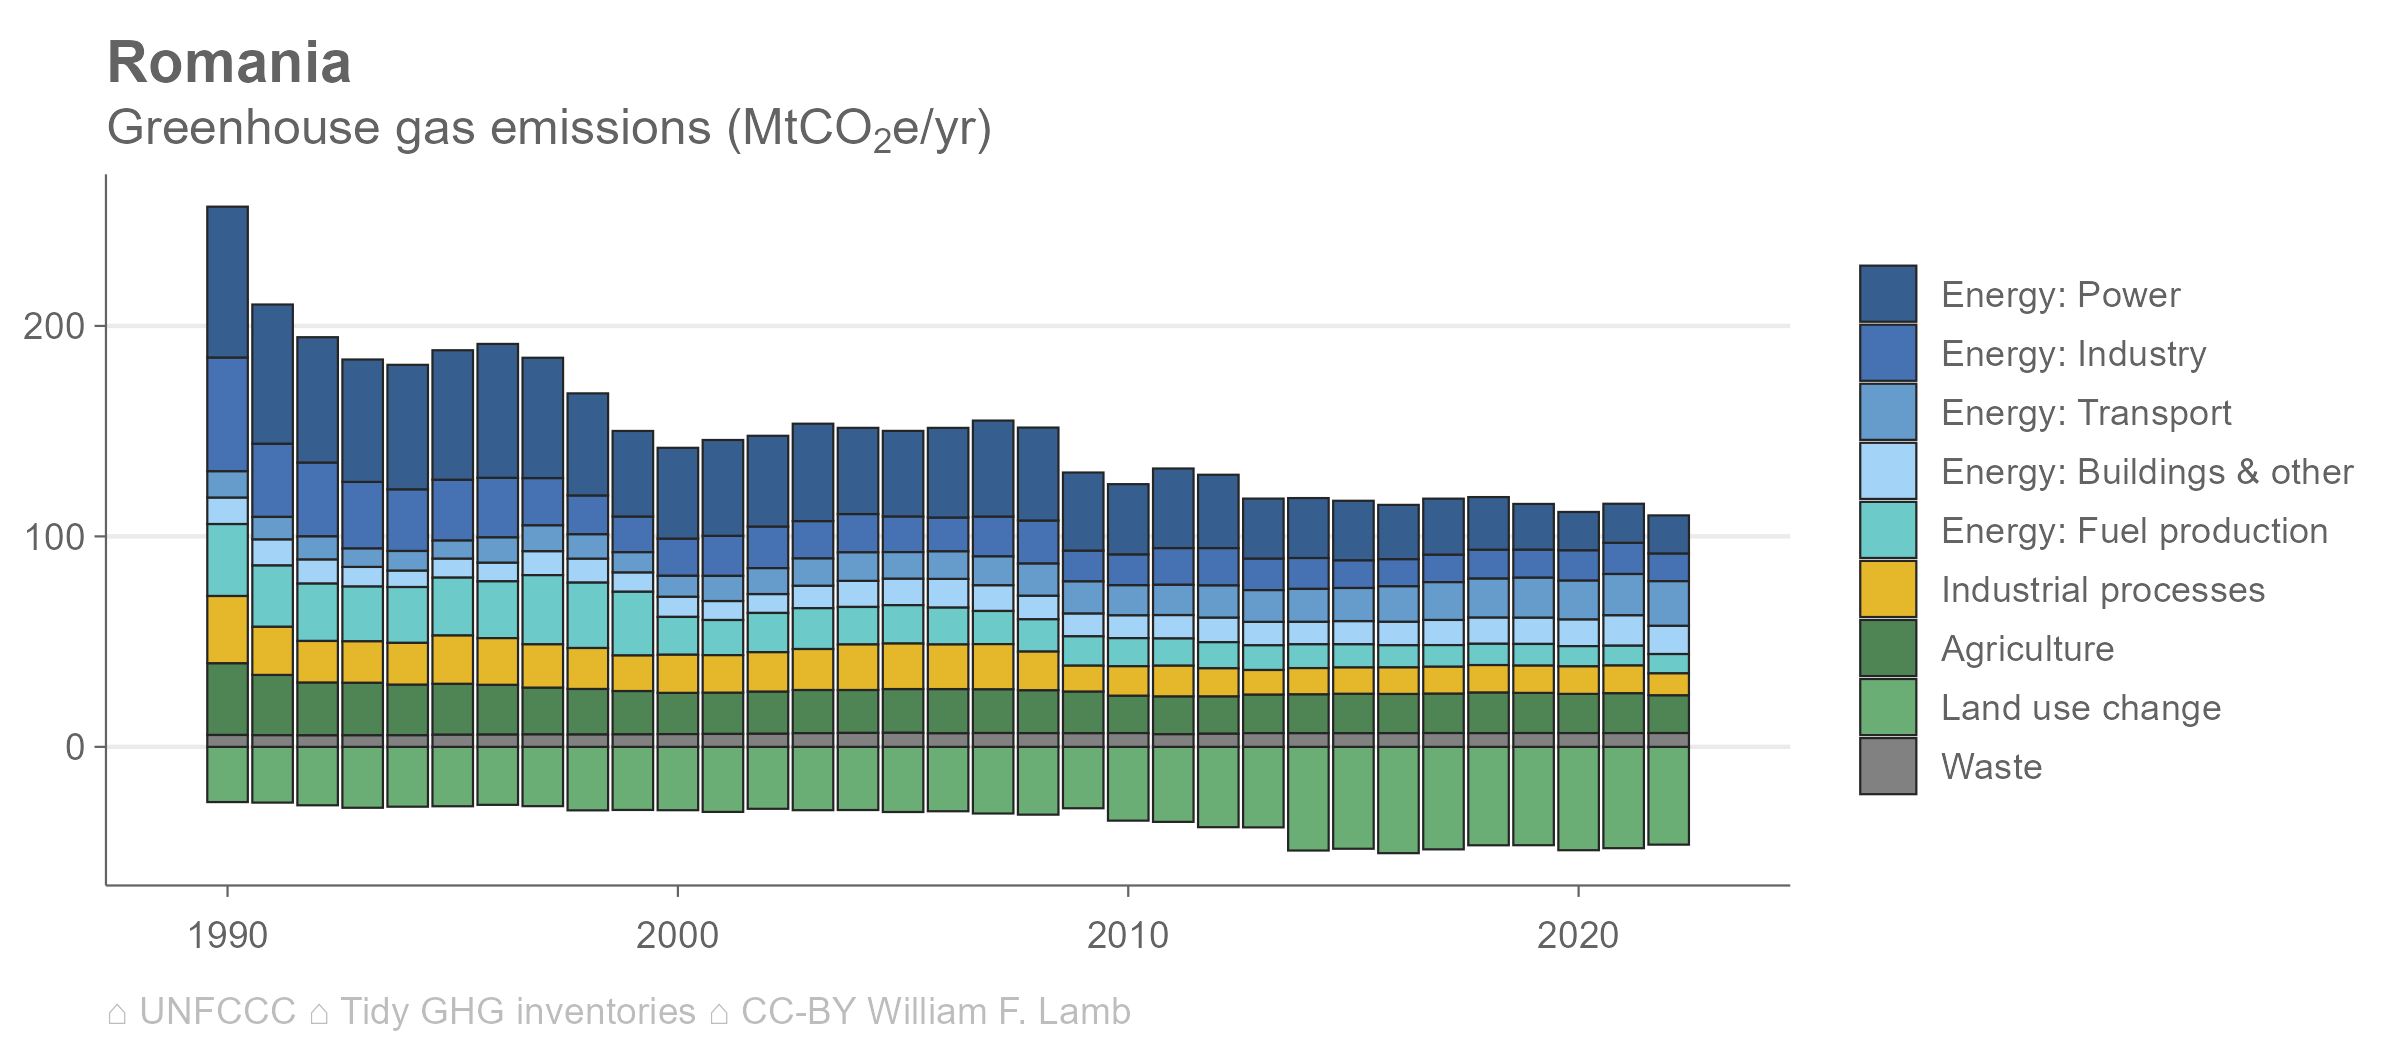 Romania
Greenhouse gas emissions (MtCO₂e/yr)
200
100
0
1990
2000
2010
2020
Energy: Power
Energy: Industry
Energy: Transport
Energy: Buildings & other
Energy: Fuel production
Industrial processes
Agriculture
Land use change
Waste
⌂ UNFCCC ⌂ Tidy GHG inventories ⌂ CC-BY William F. Lamb